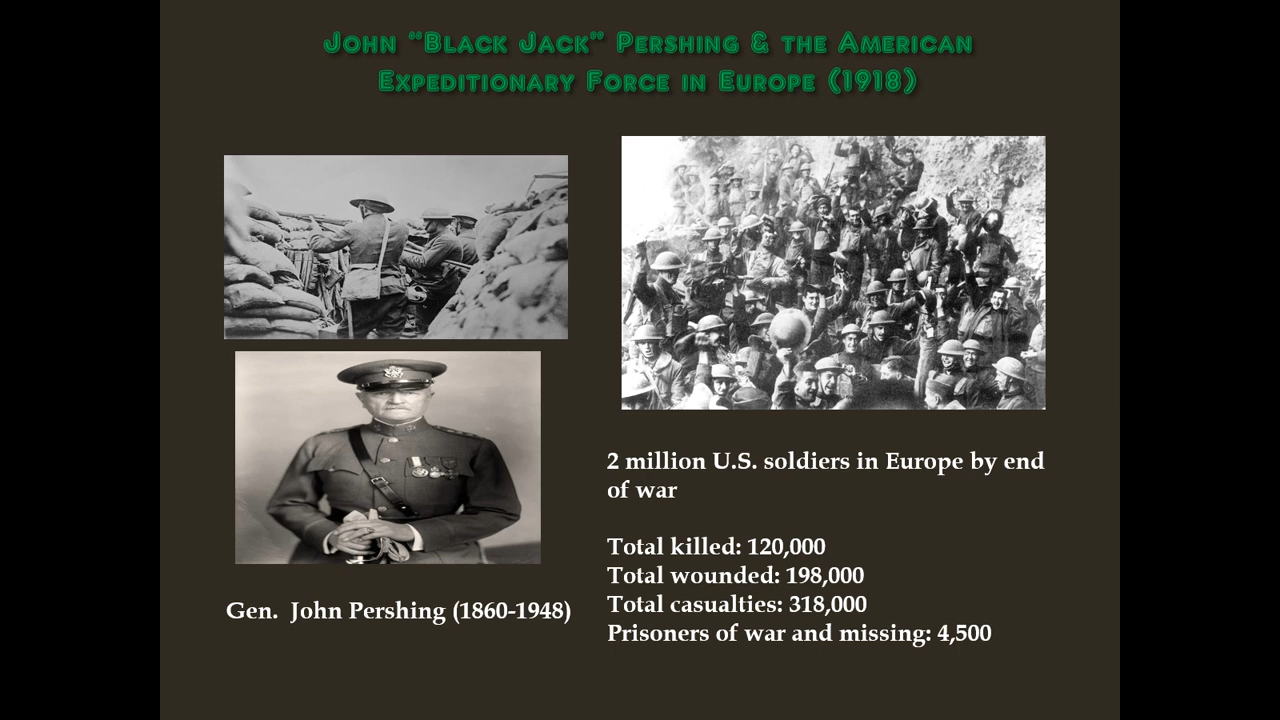 John “Black Jack” Pershing & the American
Expeditionary Force in Europe (1918)
2 million U.S. soldiers in Europe by end
of war
Total killed: 120,000
Total wounded: 198,000
Total casualties: 318,000
Prisoners of war and missing: 4,500
Gen.  John Pershing (1860-1948)